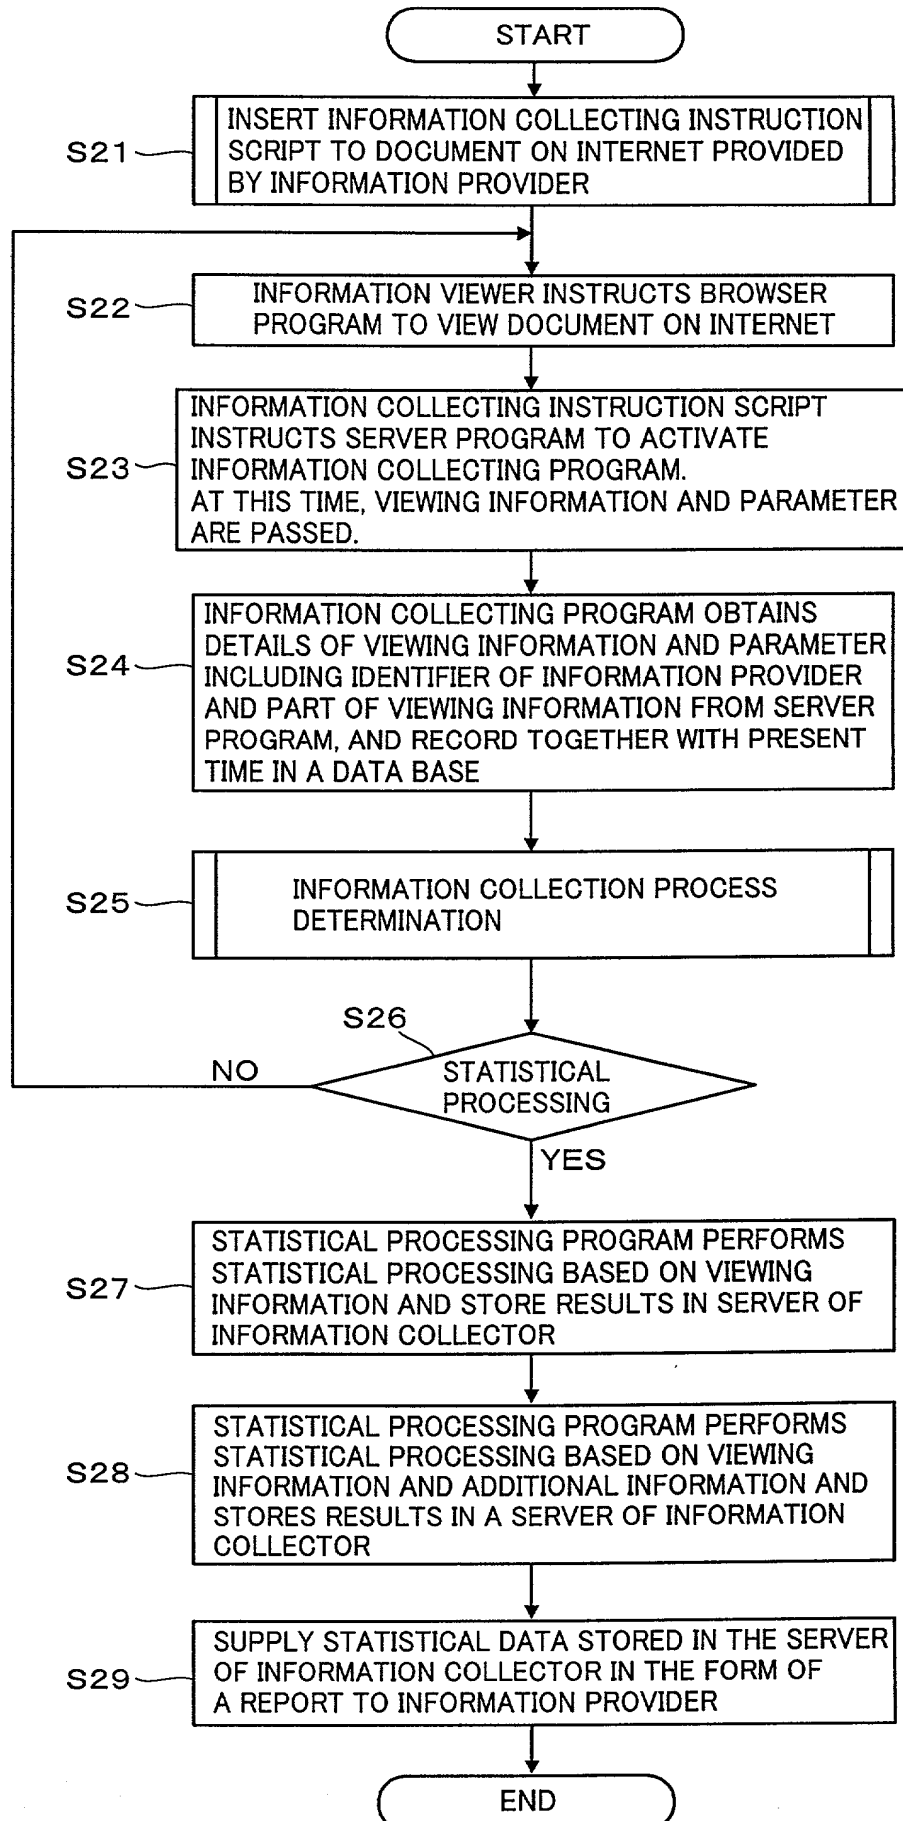 START
S21
INSERT INFORMATION COLLECTING INSTRUCTION
SCRIPT TO DOCUMENT ON INTERNET PROVIDED
BY INFORMATION PROVIDER
S22
INFORMATION VIEWER INSTRUCTS BROWSER
PROGRAM TO VIEW DOCUMENT ON INTERNET
S23
INFORMATION COLLECTING INSTRUCTION SCRIPT
INSTRUCTS SERVER PROGRAM TO ACTIVATE
INFORMATION COLLECTING PROGRAM.
AT THIS TIME, VIEWING INFORMATION AND PARAMETER
ARE PASSED.
S24
INFORMATION COLLECTING PROGRAM OBTAINS
DETAILS OF VIEWING INFORMATION AND PARAMETER
INCLUDING IDENTIFIER OF INFORMATION PROVIDER
AND PART OF VIEWING INFORMATION FROM SERVER
PROGRAM, AND RECORD TOGETHER WITH PRESENT
TIME IN A DATA BASE
S25
INFORMATION COLLECTION PROCESS
DETERMINATION
S26
NO
STATISTICAL
PROCESSING
YES
S27
STATISTICAL PROCESSING PROGRAM PERFORMS
STATISTICAL PROCESSING BASED ON VIEWING
INFORMATION AND STORE RESULTS IN SERVER OF
INFORMATION COLLECTOR
S28
STATISTICAL PROCESSING PROGRAM PERFORMS
STATISTICAL PROCESSING BASED ON VIEWING
INFORMATION AND ADDITIONAL INFORMATION AND
STORES RESULTS IN A SERVER OF INFORMATION
COLLECTOR
S29
SUPPLY STATISTICAL DATA STORED IN THE SERVER
OF INFORMATION COLLECTOR IN THE FORM OF
A REPORT TO INFORMATION PROVIDER
END